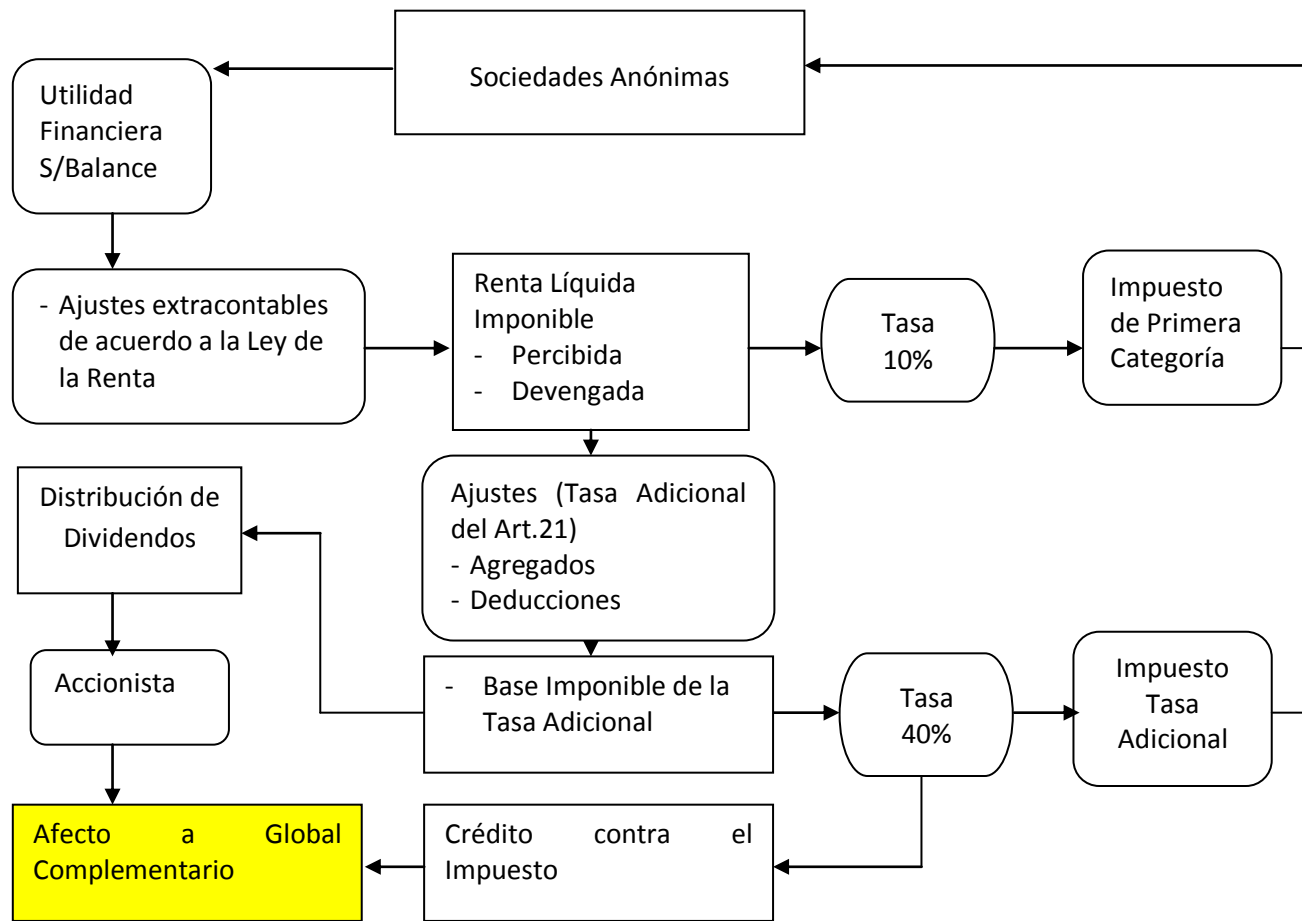 Sociedades Anónimas
Utilidad
Financiera
S/Balance
- Ajustes extracontables
de acuerdo a la Ley de
la Renta
Renta Líquida
Imponible
- Percibida
- Devengada
Tasa
10%
Impuesto
de Primera
Categoría
Distribución de
Dividendos
Ajustes (Tasa Adicional
del Art.21)
- Agregados
- Deducciones
Accionista
- Base Imponible de la
Tasa Adicional
Tasa
40%
Impuesto
Tasa
Adicional
Afecto a Global
Complementario
Crédito contra el
Impuesto